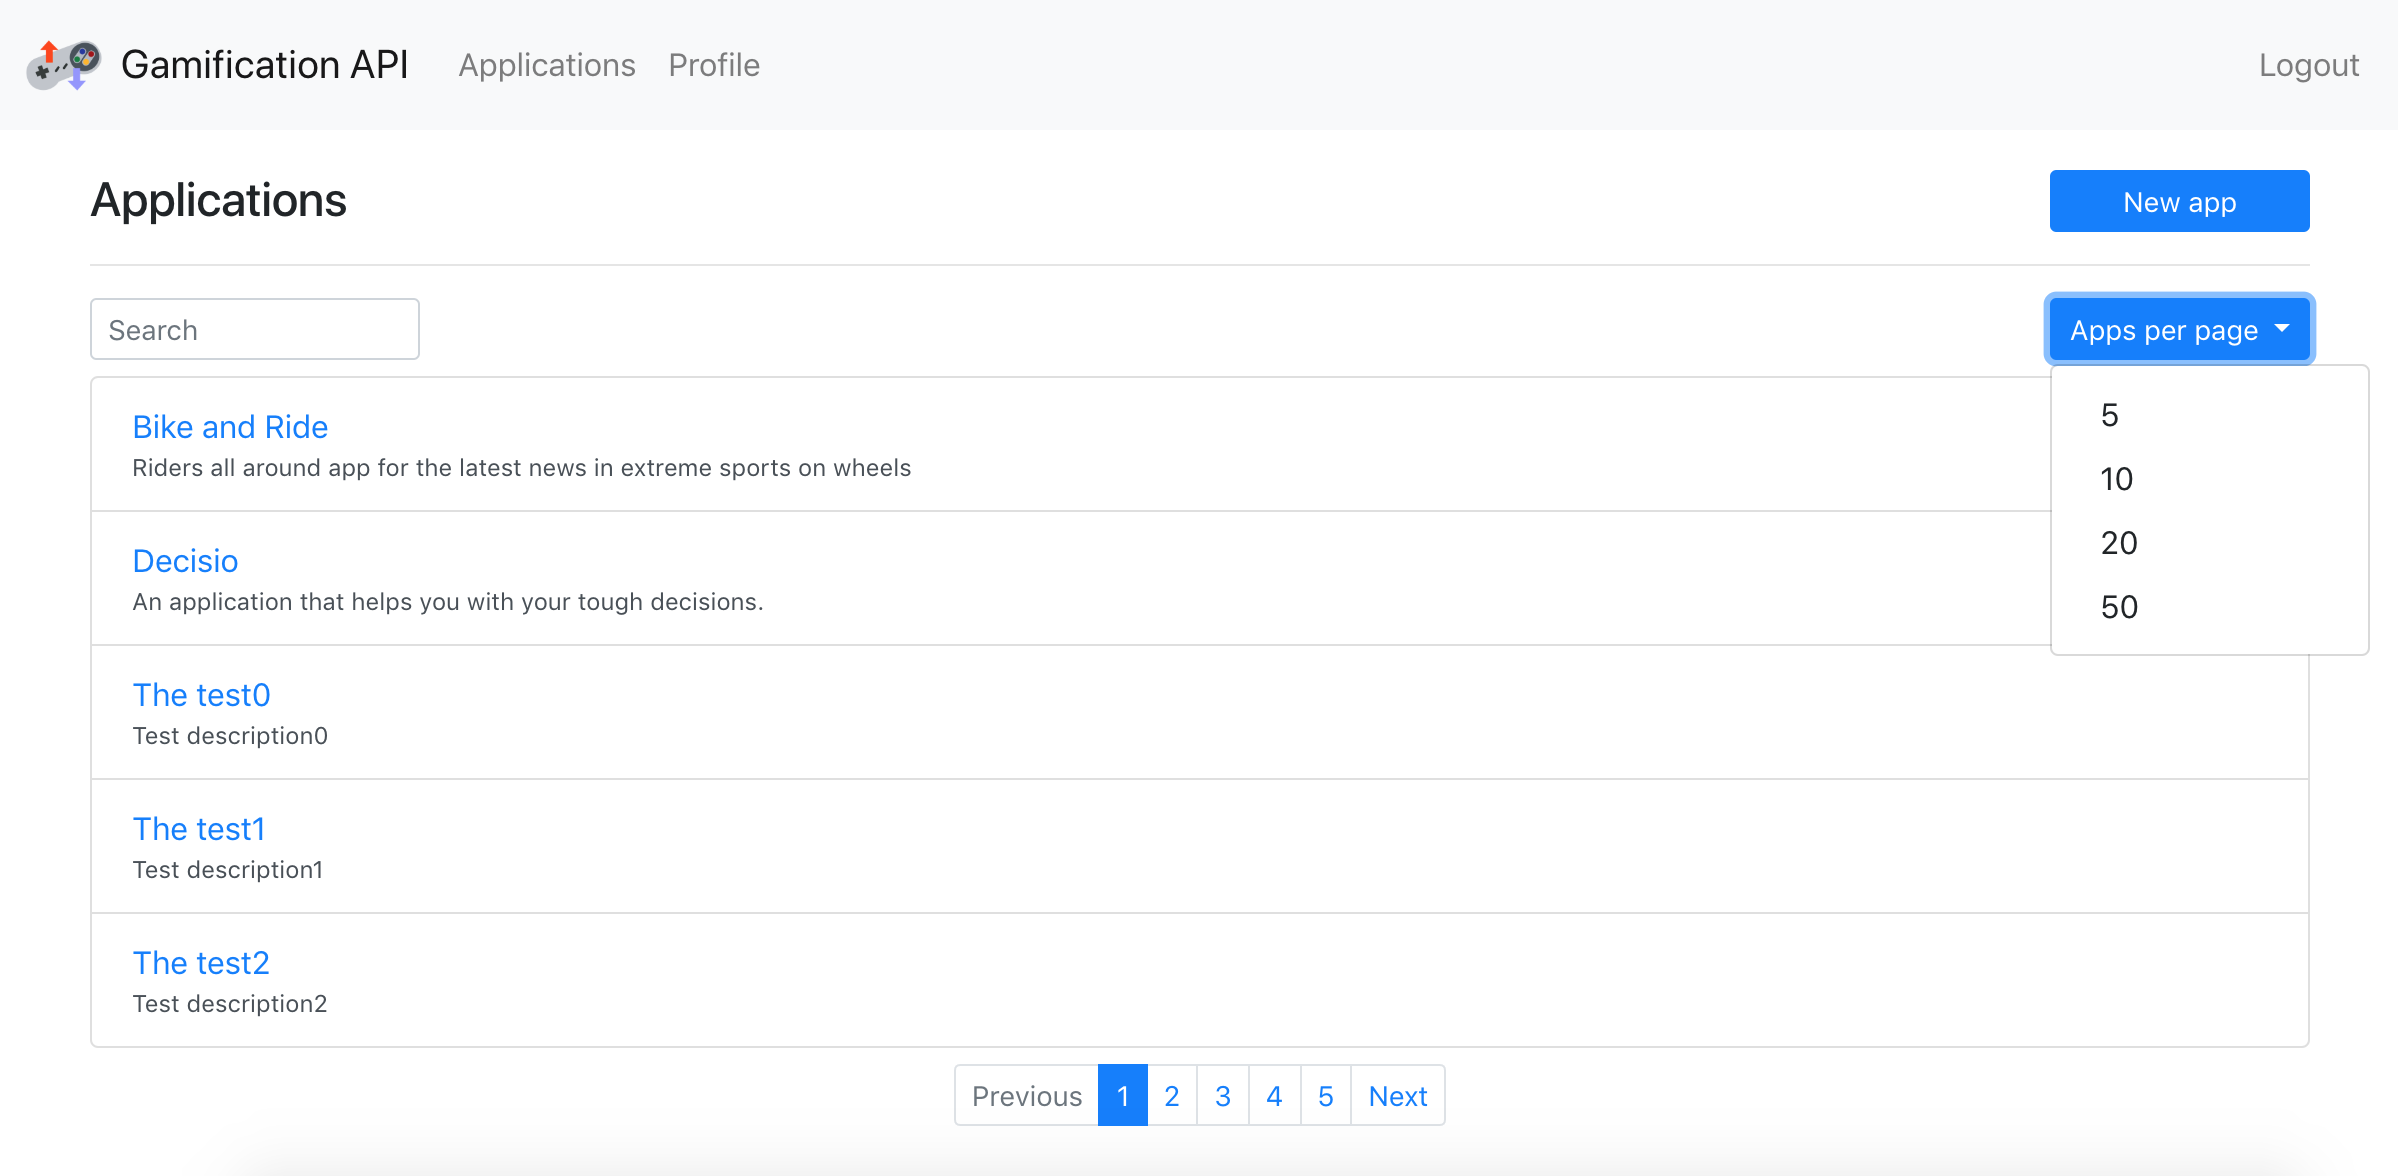 Gamification API Applications Profile Logout
Applications New app
Search Apps per page
5
10
20
50
Bike and Ride
Riders all around app for the latest news in extreme sports on wheels
Decisio
An application that helps you with your tough decisions.
The test0
Test description0
The test1
Test description1
The test2
Test description2
Previous 1 2 3 4 5 Next